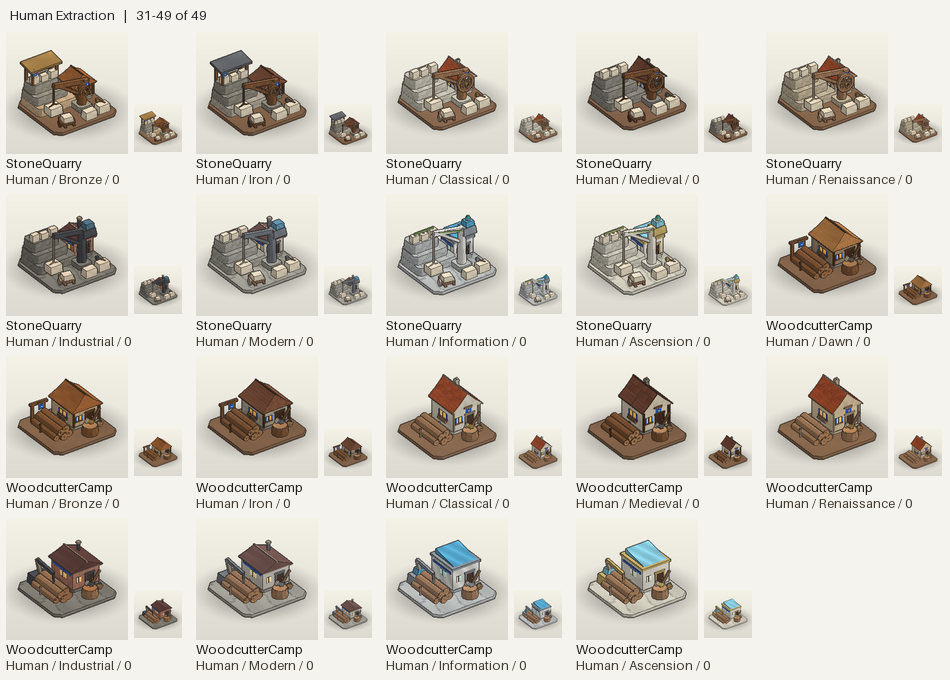 Human Extraction | 31-49 of 49
StoneQuarry
Human / Bronze / 0
StoneQuarry
Human / Iron / 0
StoneQuarry
Human / Classical / 0
StoneQuarry
Human / Medieval / 0
StoneQuarry
Human / Renaissance / 0
StoneQuarry
Human / Industrial / 0
StoneQuarry
Human / Modern / 0
StoneQuarry
Human / Information / 0
StoneQuarry
Human / Ascension / 0
WoodcutterCamp
Human / Dawn / 0
WoodcutterCamp
Human / Bronze / 0
WoodcutterCamp
Human / Iron / 0
WoodcutterCamp
Human / Classical / 0
WoodcutterCamp
Human / Medieval / 0
WoodcutterCamp
Human / Renaissance / 0
WoodcutterCamp
Human / Industrial / 0
WoodcutterCamp
Human / Modern / 0
WoodcutterCamp
Human / Information / 0
WoodcutterCamp
Human / Ascension / 0